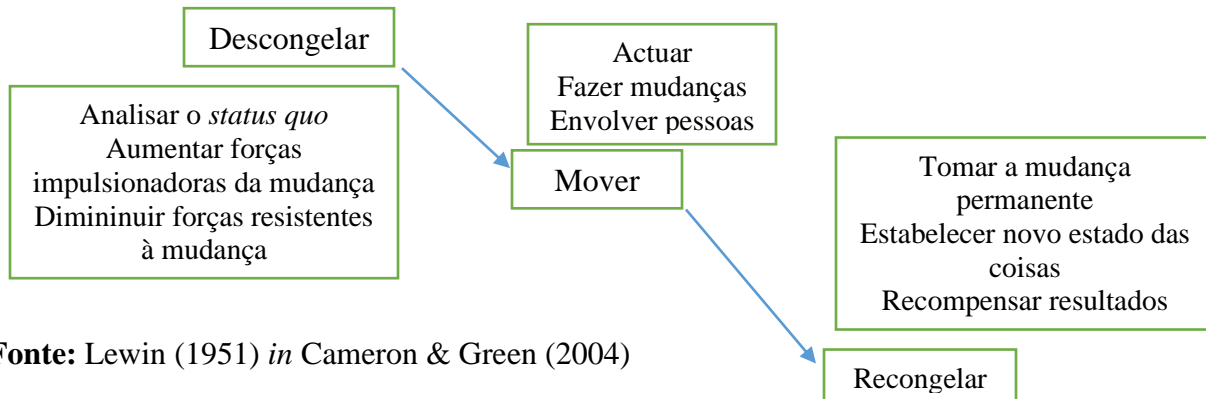 Descongelar
Analisar o status quo
Aumentar forças
impulsionadoras da mudança
Dimininuir forças resistentes
à mudança
Actuar
Fazer mudanças
Envolver pessoas
Mover
Tomar a mudança
permanente
Estabelecer novo estado das
coisas
Recompensar resultados
Recongelar
Fonte: Lewin (1951) in Cameron & Green (2004)